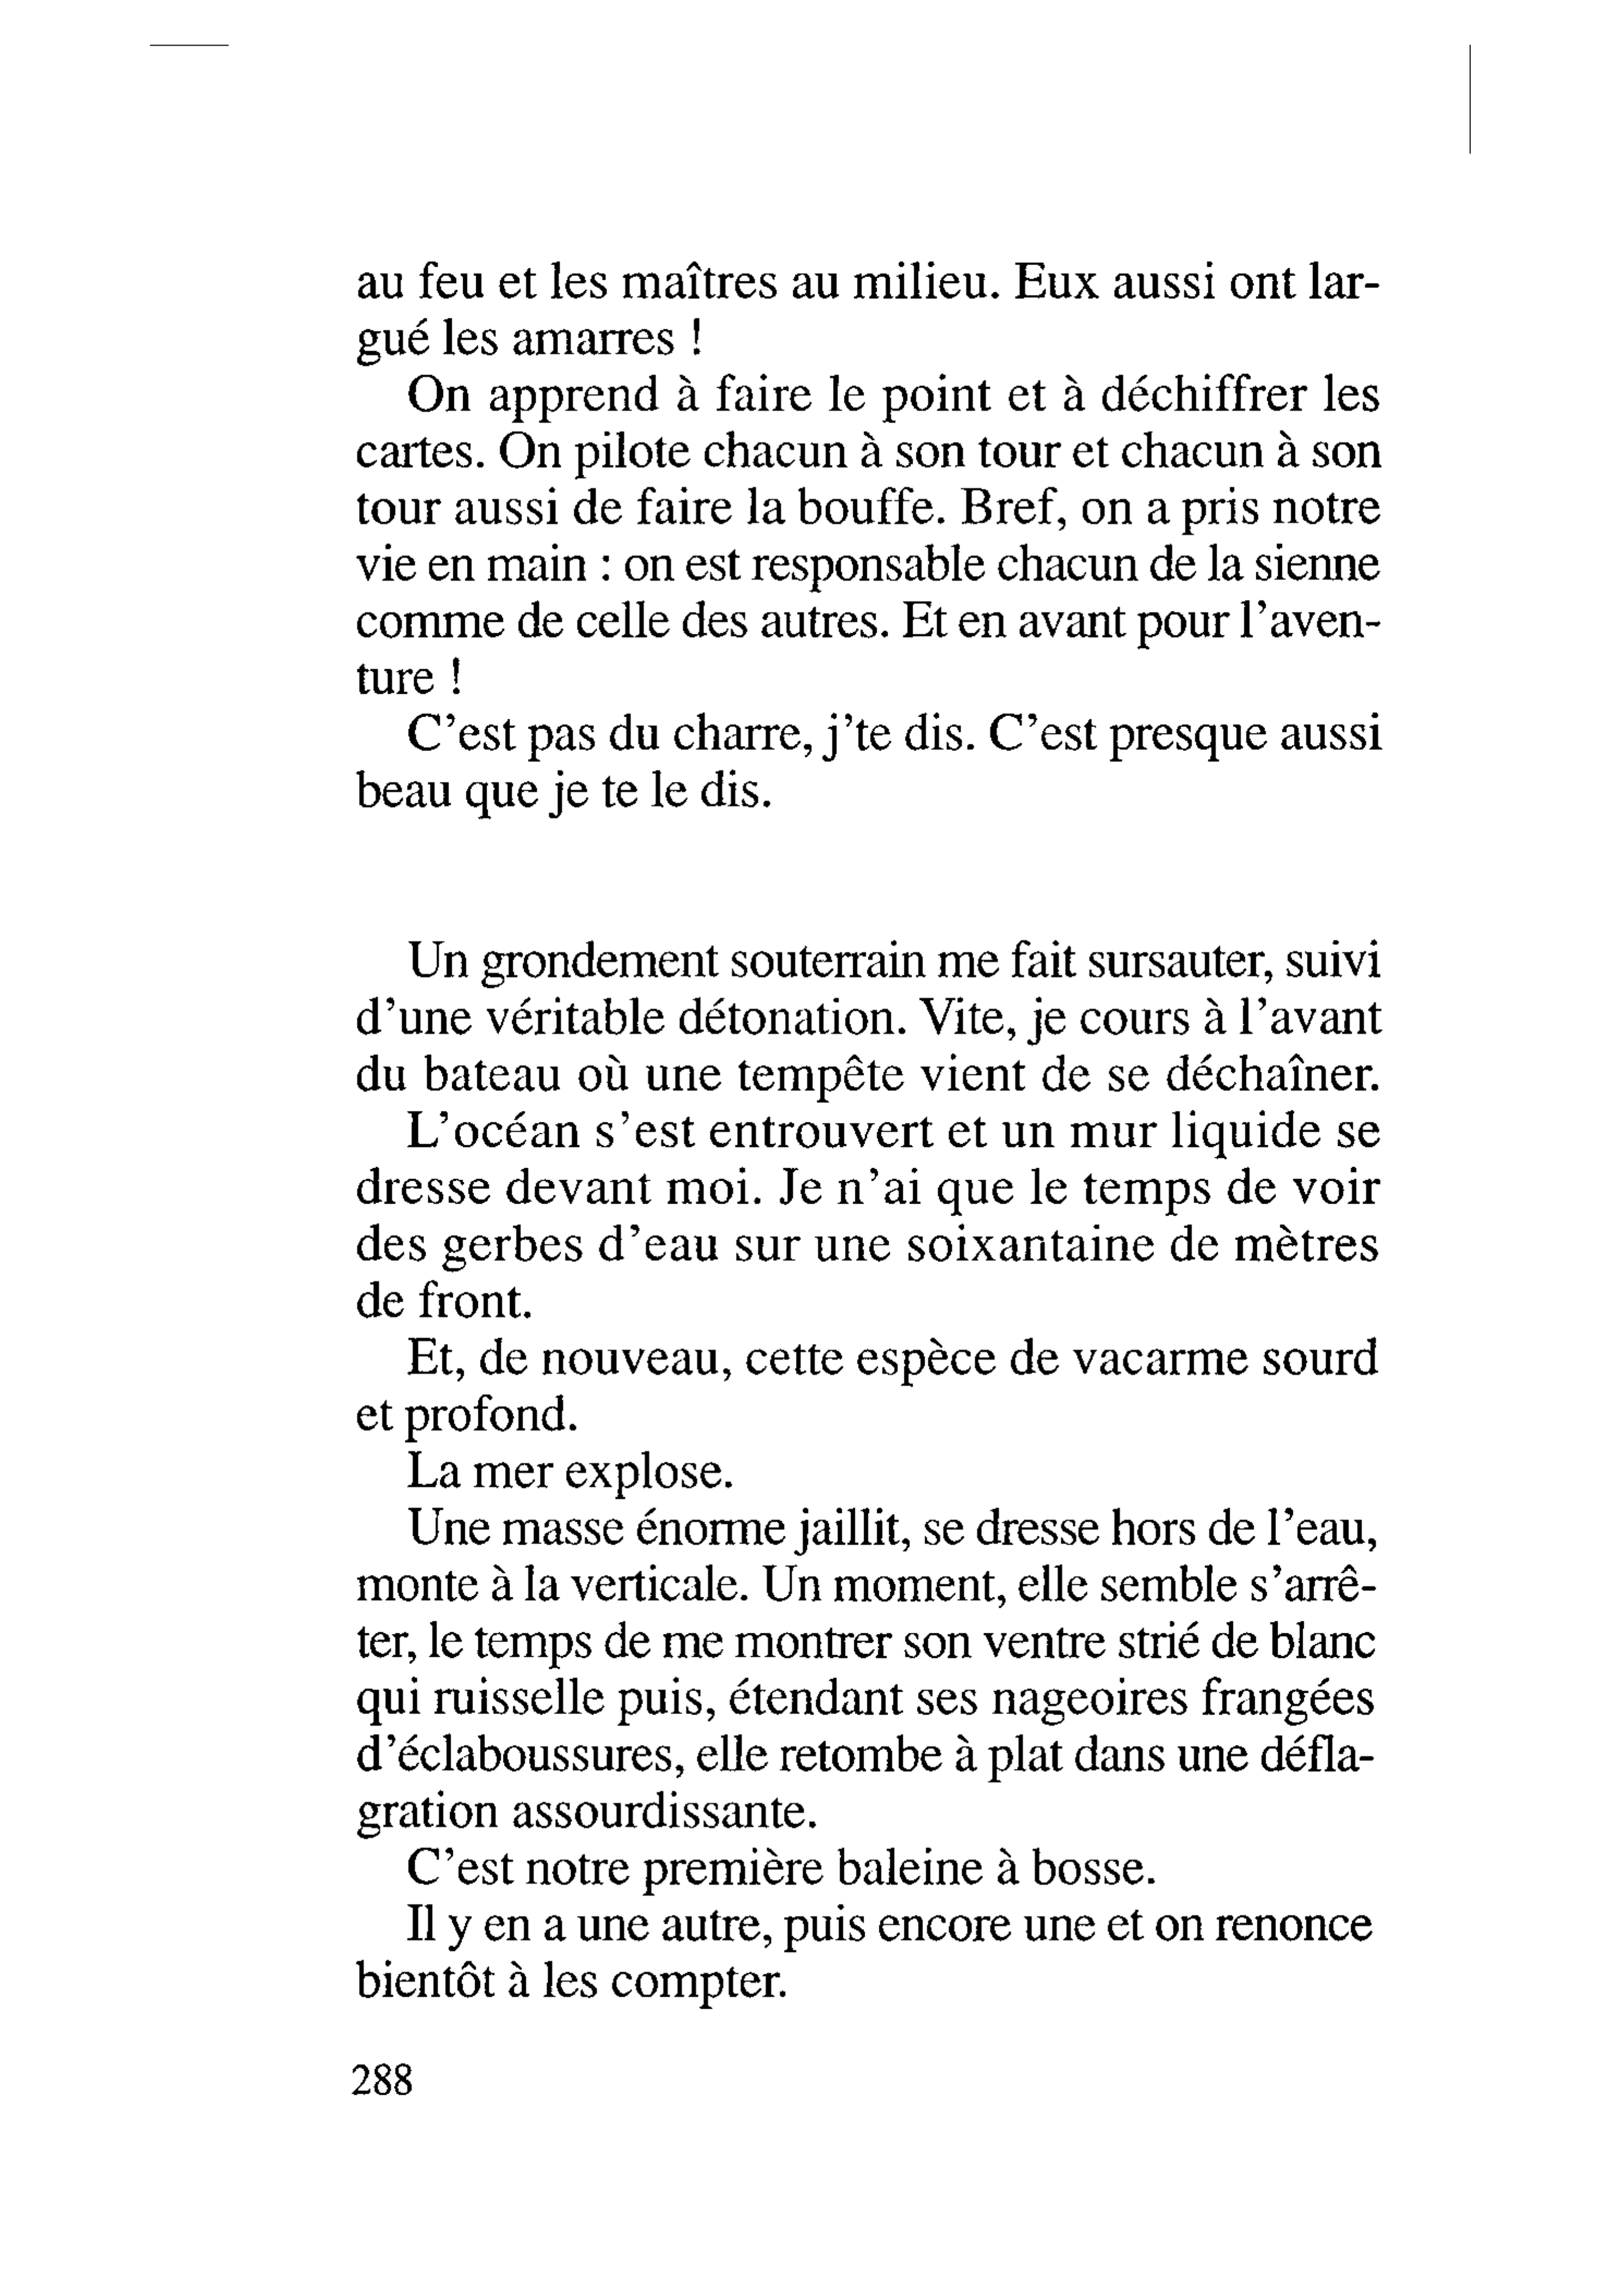 au feu et les maîtres au milieu. Eux aussi ont lar-
gué les amarres !
On apprend à faire le point et à déchiffrer les
cartes. On pilote chacun à son tour et chacun à son
tour aussi de faire la bouffe. Bref, on a pris notre
vie en main : on est responsable chacun de la sienne
comme de celle des autres. Et en avant pour l'aven-
ture !
C'est pas du charre, j'te dis. C'est presque aussi
beau que je te le dis.
Un grondement souterrain me fait sursauter, suivi
d'une véritable détonation. Vite, je cours à l'avant
du bateau où une tempête vient de se déchaîner.
L'océan s'est entrouvert et un mur liquide se
dresse devant moi. Je n'ai que le temps de voir
des gerbes d'eau sur une soixantaine de mètres
de front.
Et, de nouveau, cette espèce de vacarme sourd
et profond.
La mer explose.
Une masse énorme jaillit, se dresse hors de l'eau,
monte à la verticale. Un moment, elle semble s'arrê-
ter, le temps de me montrer son ventre strié de blanc
qui ruisselle puis, étendant ses nageoires frangées
d'éclaboussures, elle retombe à plat dans une défla-
gration assourdissante.
C'est notre première baleine à bosse.
Il y en a une autre, puis encore une et on renonce
bientôt à les compter.
288